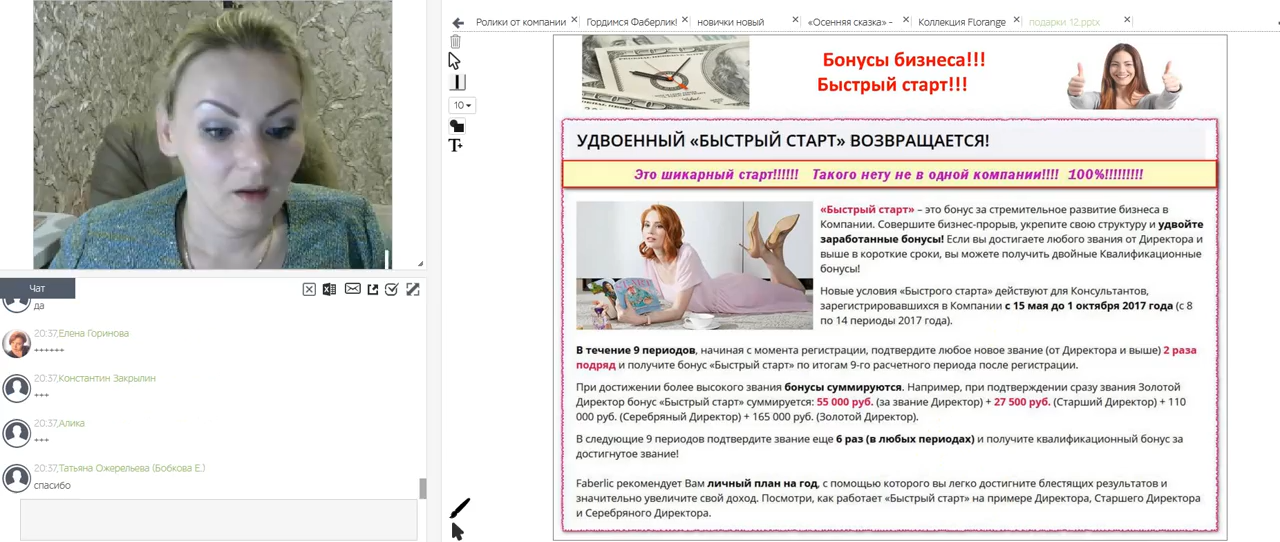 Ролики от компании
Гордимся Фаберлик!
новички новый
«Осенняя сказка» -
Коллекция Florange
подарки 12.pptx
10
T+
Бонусы бизнеса!!!
Быстрый старт!!!
УДВОЕННЫЙ «БЫСТРЫЙ СТАРТ» ВОЗВРАЩАЕТСЯ!
Это шикарный старт!!!!!! Такого нету не в одной компании!!!! 100%!!!!!!!!!
«Быстрый старт» – это бонус за стремительное развитие бизнеса в
Компании. Совершите бизнес-прорыв, укрепите свою структуру и удвойте
заработанные бонусы! Если вы достигаете любого звания от Директора и
выше в короткие сроки, вы можете получить двойные Квалификационные
бонусы!
Новые условия «Быстрого старта» действуют для Консультантов,
зарегистрировавшихся в Компании с 15 мая до 1 октября 2017 года (с 8
по 14 периоды 2017 года).
В течение 9 периодов, начиная с момента регистрации, подтвердите любое новое звание (от Директора и выше) 2 раза
подряд и получите бонус «Быстрый старт» по итогам 9-го расчетного периода после регистрации.
При достижении более высокого звания бонусы суммируются. Например, при подтверждении сразу звания Золотой
Директор бонус «Быстрый старт» суммируется: 55 000 руб. (за звание Директор) + 27 500 руб. (Старший Директор) + 110
000 руб. (Серебряный Директор) + 165 000 руб. (Золотой Директор).
В следующие 9 периодов подтвердите звание еще 6 раз (в любых периодах) и получите квалификационный бонус за
достигнутое звание!
Faberlic рекомендует Вам личный план на год, с помощью которого вы легко достигните блестящих результатов и
значительно увеличите свой доход. Посмотри, как работает «Быстрый старт» на примере Директора, Старшего Директора
и Серебряного Директора.
Чат
да
20:37,Елена Горинова
++++++
20:37,Константин Закрылин
+++
20:37,Алика
+++
20:37,Татьяна Ожерельева (Бобкова Е.)
спасибо